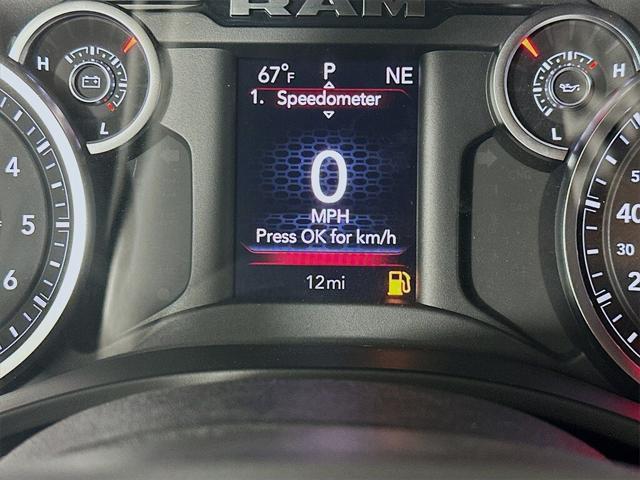 RAM
67°F P NE
1. Speedometer
H
H
L
L
0
MPH
Press OK for km/h
12mi
4
5
6
40
30